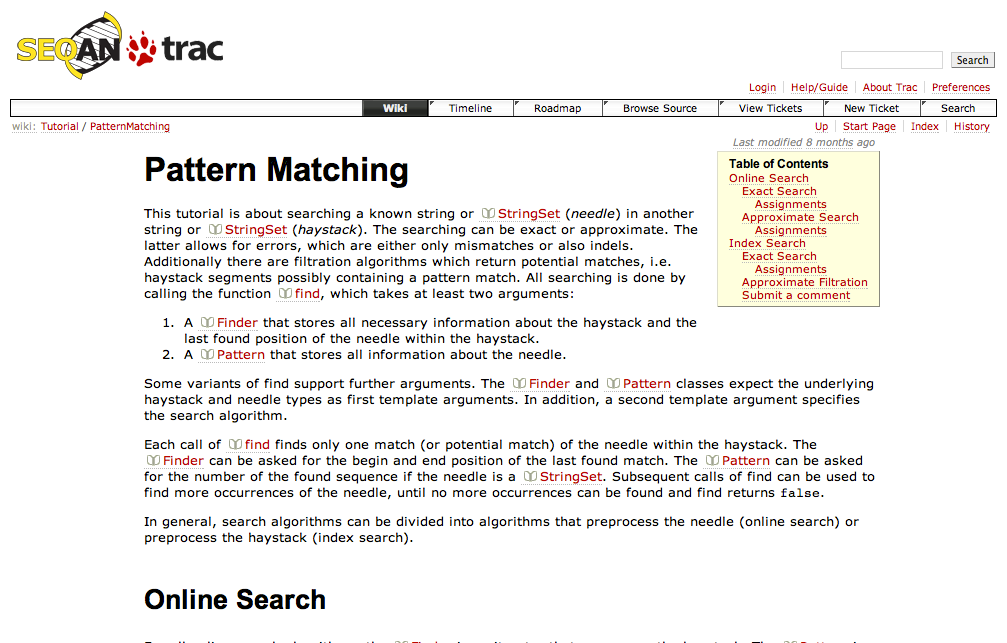 SEQAN trac
Search
Login Help/Guide About Trac Preferences
Wiki Timeline Roadmap Browse Source View Tickets New Ticket Search
wiki: Tutorial / PatternMatching
Up Start Page Index History
Last modified 8 months ago
Pattern Matching
Table of Contents
Online Search
Exact Search
Assignments
Approximate Search
Assignments
Index Search
Exact Search
Assignments
Approximate Filtration
Submit a comment
This tutorial is about searching a known string or StringSet (needle) in another
string or StringSet (haystack). The searching can be exact or approximate. The
latter allows for errors, which are either only mismatches or also indels.
Additionally there are filtration algorithms which return potential matches, i.e.
haystack segments possibly containing a pattern match. All searching is done by
calling the function find, which takes at least two arguments:
1. A Finder that stores all necessary information about the haystack and the
last found position of the needle within the haystack.
2. A Pattern that stores all information about the needle.
Some variants of find support further arguments. The Finder and Pattern classes expect the underlying
haystack and needle types as first template arguments. In addition, a second template argument specifies
the search algorithm.
Each call of find finds only one match (or potential match) of the needle within the haystack. The
Finder can be asked for the begin and end position of the last found match. The Pattern can be asked
for the number of the found sequence if the needle is a StringSet. Subsequent calls of find can be used to
find more occurrences of the needle, until no more occurrences can be found and find returns false.
In general, search algorithms can be divided into algorithms that preprocess the needle (online search) or
preprocess the haystack (index search).
Online Search